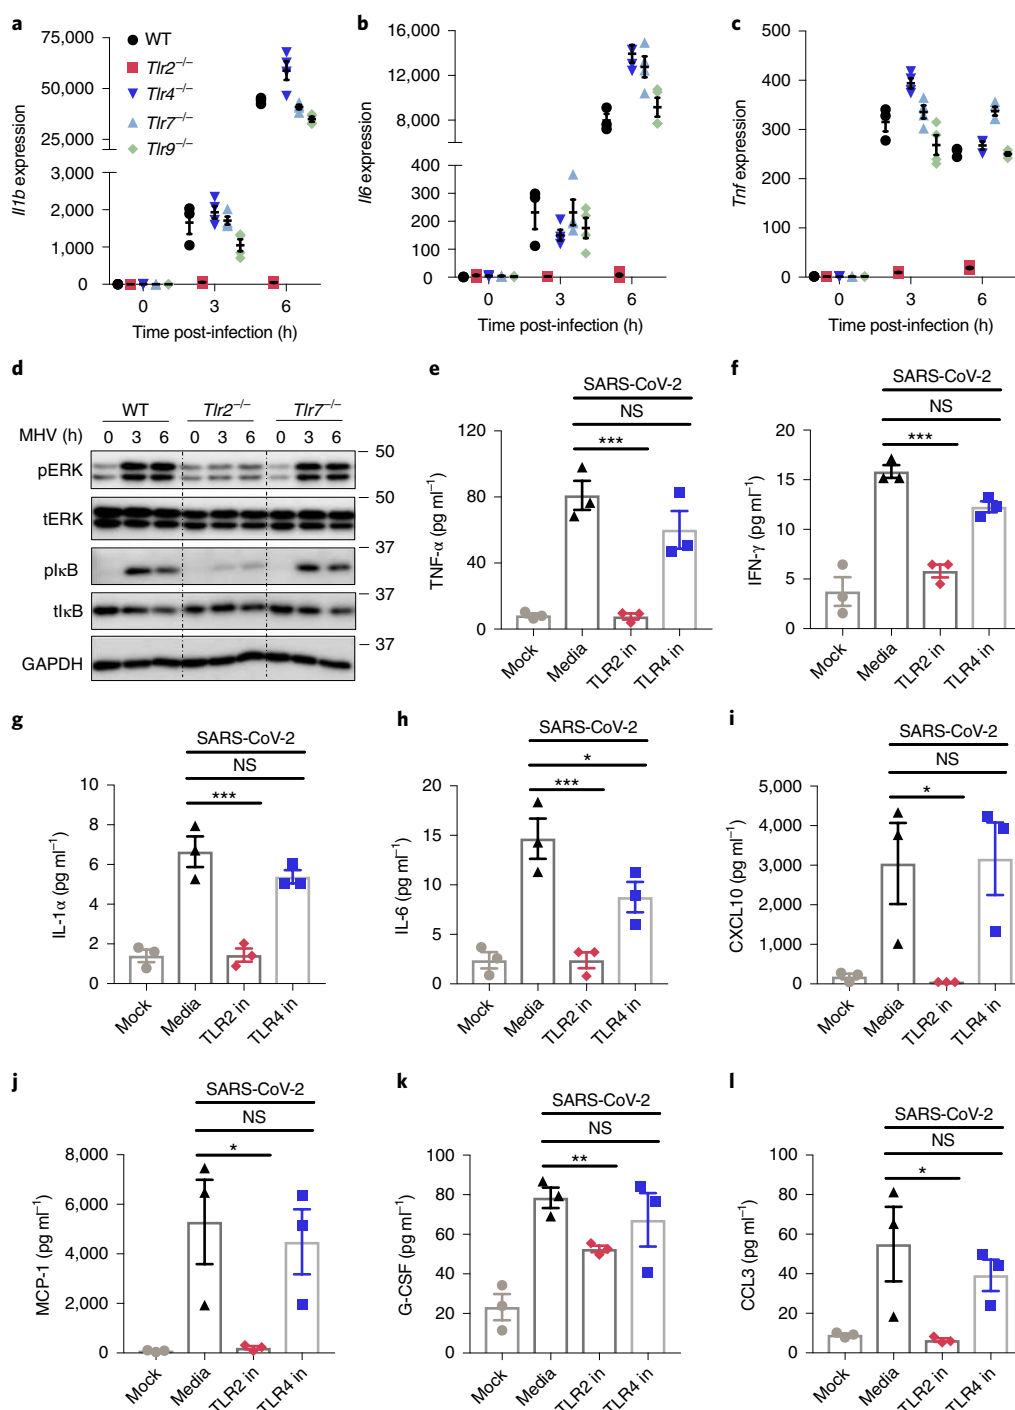 a
75,000
50,000
25,000
3,000
2,000
1,000
0
Il1b expression
WT
Tlr2−/−
Tlr4−/−
Tlr7−/−
Tlr9−/−
0 3 6
Time post-infection (h)
b
16,000
12,000
8,000
400
300
200
100
0
Il6 expression
0 3 6
Time post-infection (h)
c
500
400
300
200
100
0
Tnf expression
0 3 6
Time post-infection (h)
d
WT Tlr2−/− Tlr7−/−
MHV (h) 0 3 6 0 3 6 0 3 6
pERK 50
tERK 50
pIκB 37
tIκB 37
GAPDH 37
e
SARS-CoV-2
NS
***
120
80
40
0
TNF-α (pg ml−1)
Mock Media TLR2 in TLR4 in
f
SARS-CoV-2
NS
***
20
15
10
5
0
IFN-γ (pg ml−1)
Mock Media TLR2 in TLR4 in
g
SARS-CoV-2
NS
***
10
8
6
4
2
0
IL-1α (pg ml−1)
Mock Media TLR2 in TLR4 in
h
SARS-CoV-2
*
***
20
15
10
5
0
IL-6 (pg ml−1)
Mock Media TLR2 in TLR4 in
i
SARS-CoV-2
NS
*
5,000
4,000
3,000
2,000
1,000
0
CXCL10 (pg ml−1)
Mock Media TLR2 in TLR4 in
j
SARS-CoV-2
NS
*
8,000
6,000
4,000
2,000
0
MCP-1 (pg ml−1)
Mock Media TLR2 in TLR4 in
k
SARS-CoV-2
NS
**
100
80
60
40
20
0
G-CSF (pg ml−1)
Mock Media TLR2 in TLR4 in
l
SARS-CoV-2
NS
*
100
80
60
40
20
0
CCL3 (pg ml−1)
Mock Media TLR2 in TLR4 in